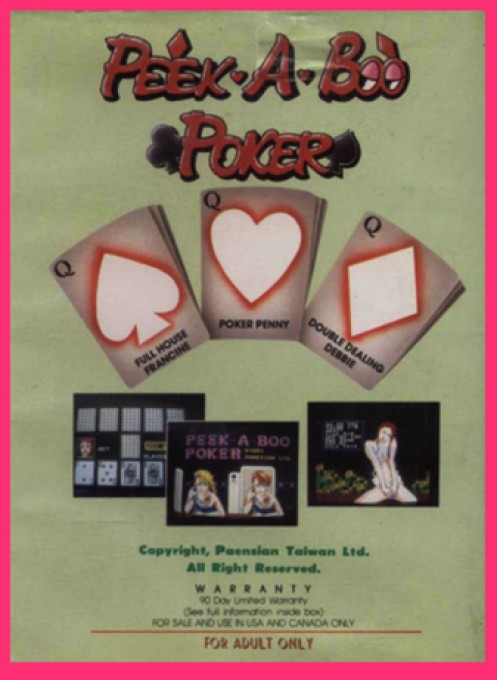 PEEK-A-BOO
POKER
Q
Q
Q
FULL HOUSE
FRANCINE
POKER PENNY
DOUBLE DEALING
DEBBIE
PEEK-A-BOO
POKER
Copyright, Paensian Taiwan Ltd.
All Right Reserved.
WARRANTY
90 Day Limited Warranty
(See full information inside box)
FOR SALE AND USE IN USA AND CANADA ONLY
FOR ADULT ONLY